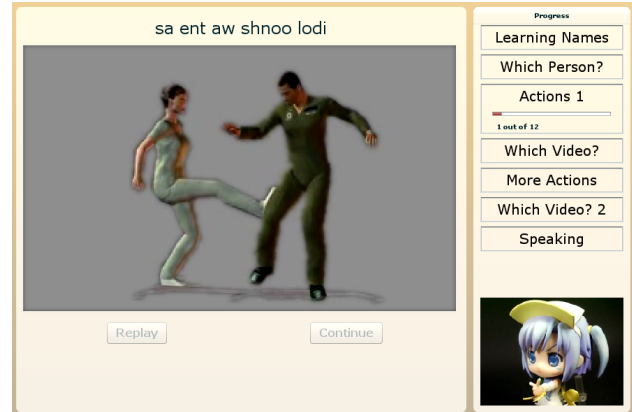 sa ent aw shnoo lodi
Replay
Continue
Progress
Learning Names
Which Person?
Actions 1
1 out of 12
Which Video?
More Actions
Which Video? 2
Speaking